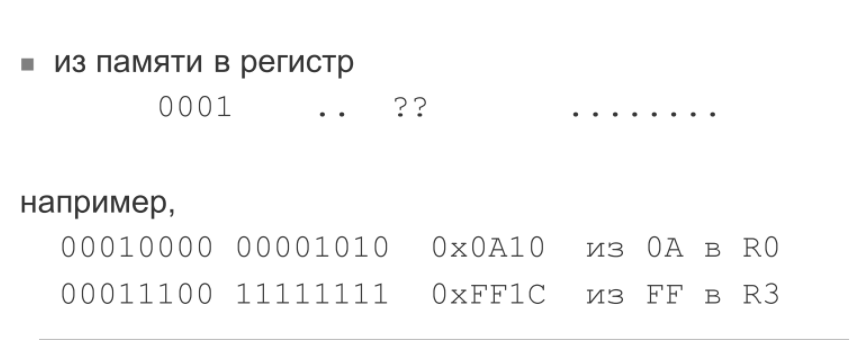 ▪ из памяти в регистр
0001 .. ?? ........
например,
00010000 00001010 0x0A10 из 0A в R0
00011100 11111111 0xFF1C из FF в R3